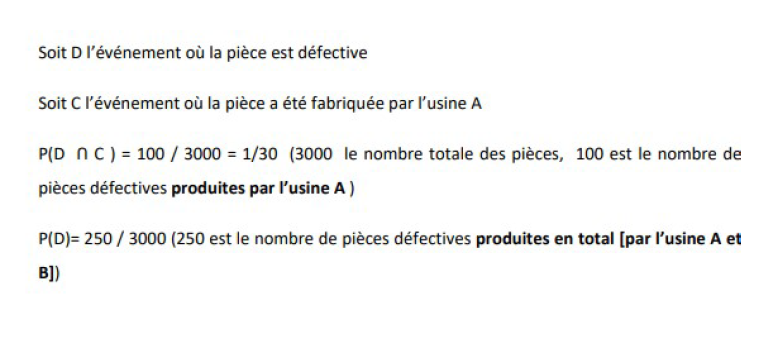 Soit D l’événement où la pièce est défective
Soit C l’événement où la pièce a été fabriquée par l’usine A
P(D ∩ C ) = 100 / 3000 = 1/30 (3000 le nombre totale des pièces, 100 est le nombre de
pièces défectives produites par l’usine A )
P(D)= 250 / 3000 (250 est le nombre de pièces défectives produites en total [par l’usine A et
B])